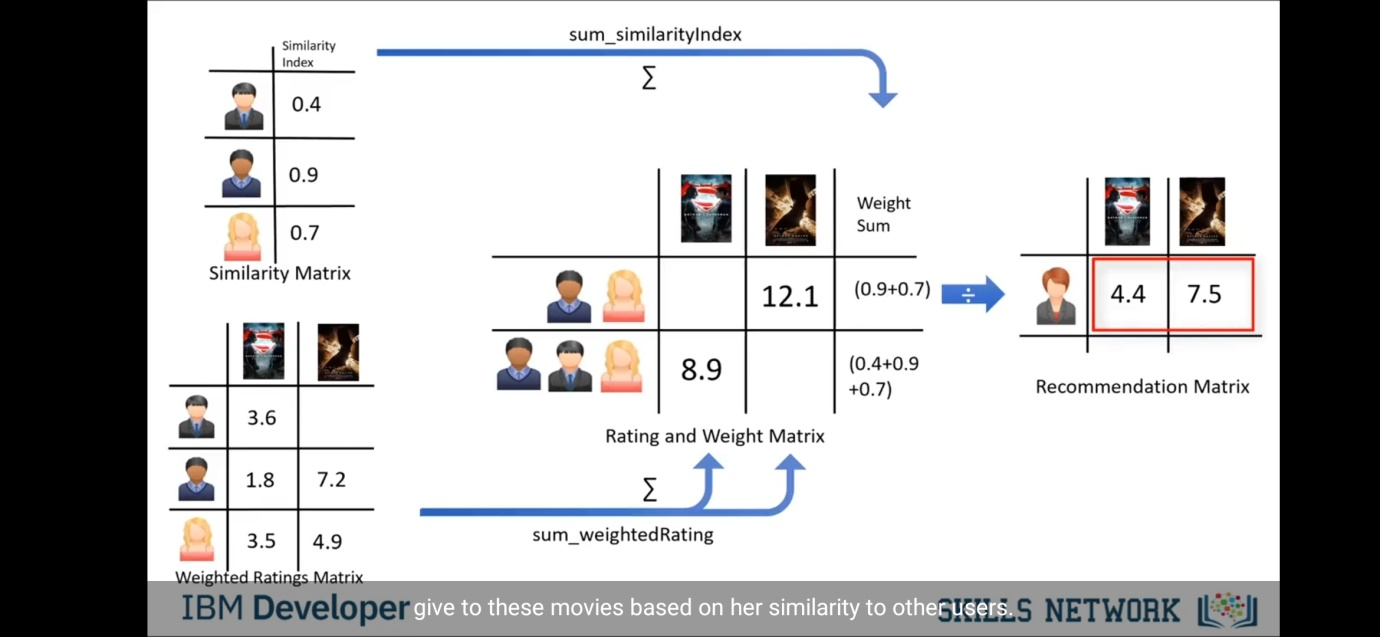 sum_similarityIndex
∑
Similarity
Index
0.4
0.9
0.7
Similarity Matrix
Weight
Sum
12.1
(0.9+0.7)
8.9
(0.4+0.9
+0.7)
Rating and Weight Matrix
÷
4.4 7.5
Recommendation Matrix
3.6
1.8 7.2
3.5 4.9
Weighted Ratings Matrix
∑
sum_weightedRating
IBM Developer
give to these movies based on her similarity to other users.
SKILLS NETWORK